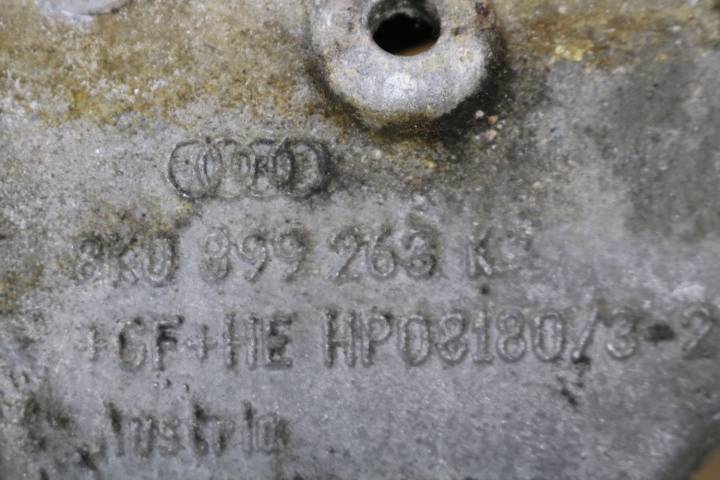 8K0 399 263 K
+GF+HE HP08180/3-2
Austria